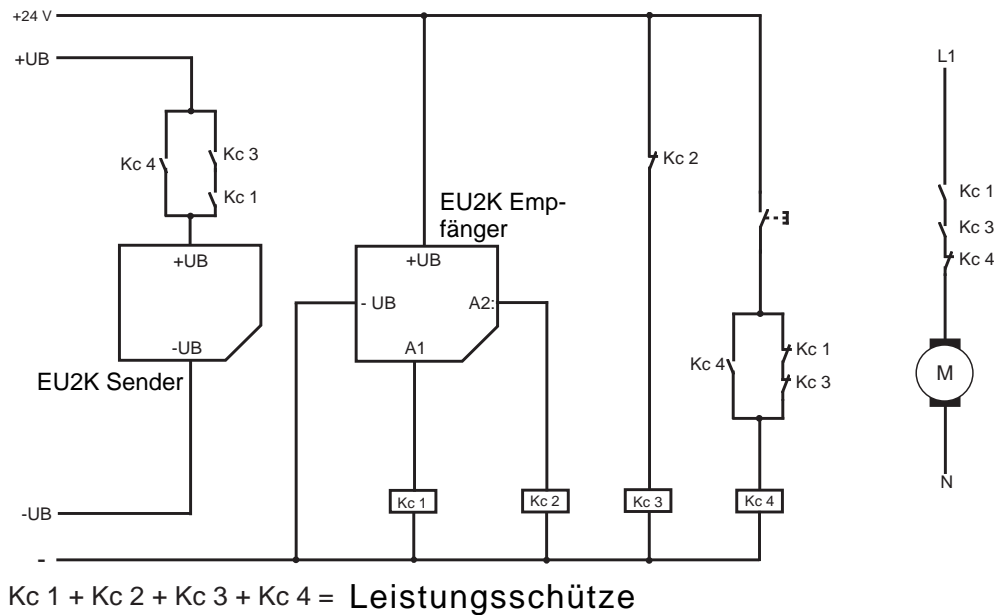 +24 V
+UB
L1
Kc 4
Kc 3
Kc 1
Kc 2
EU2K Emp-
fänger
Kc 1
Kc 3
Kc 4
+UB
-UB
EU2K Sender
+UB
- UB
A2:
A1
Kc 4
Kc 1
Kc 3
M
N
Kc 1
Kc 2
Kc 3
Kc 4
-UB
-
Kc 1 + Kc 2 + Kc 3 + Kc 4 = Leistungsschütze